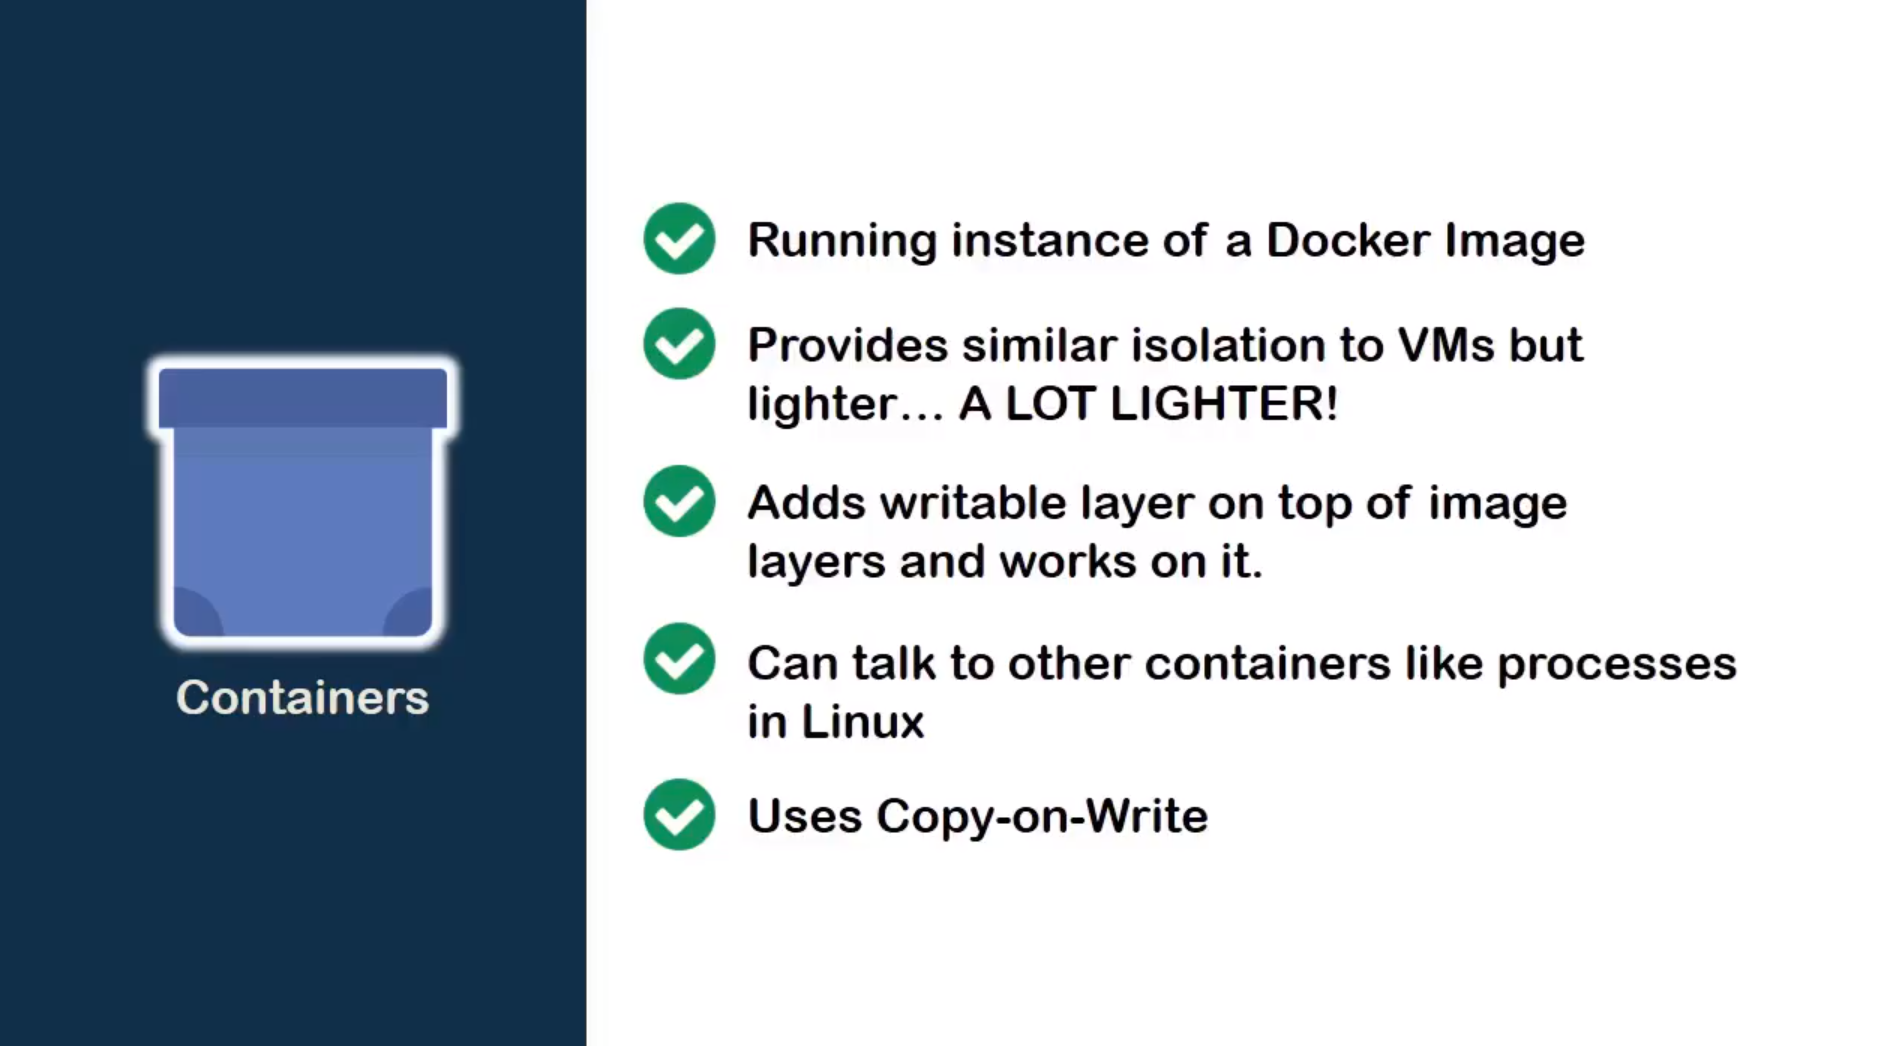 Containers
Running instance of a Docker Image
Provides similar isolation to VMs but
lighter... A LOT LIGHTER!
Adds writable layer on top of image
layers and works on it.
Can talk to other containers like processes
in Linux
Uses Copy-on-Write